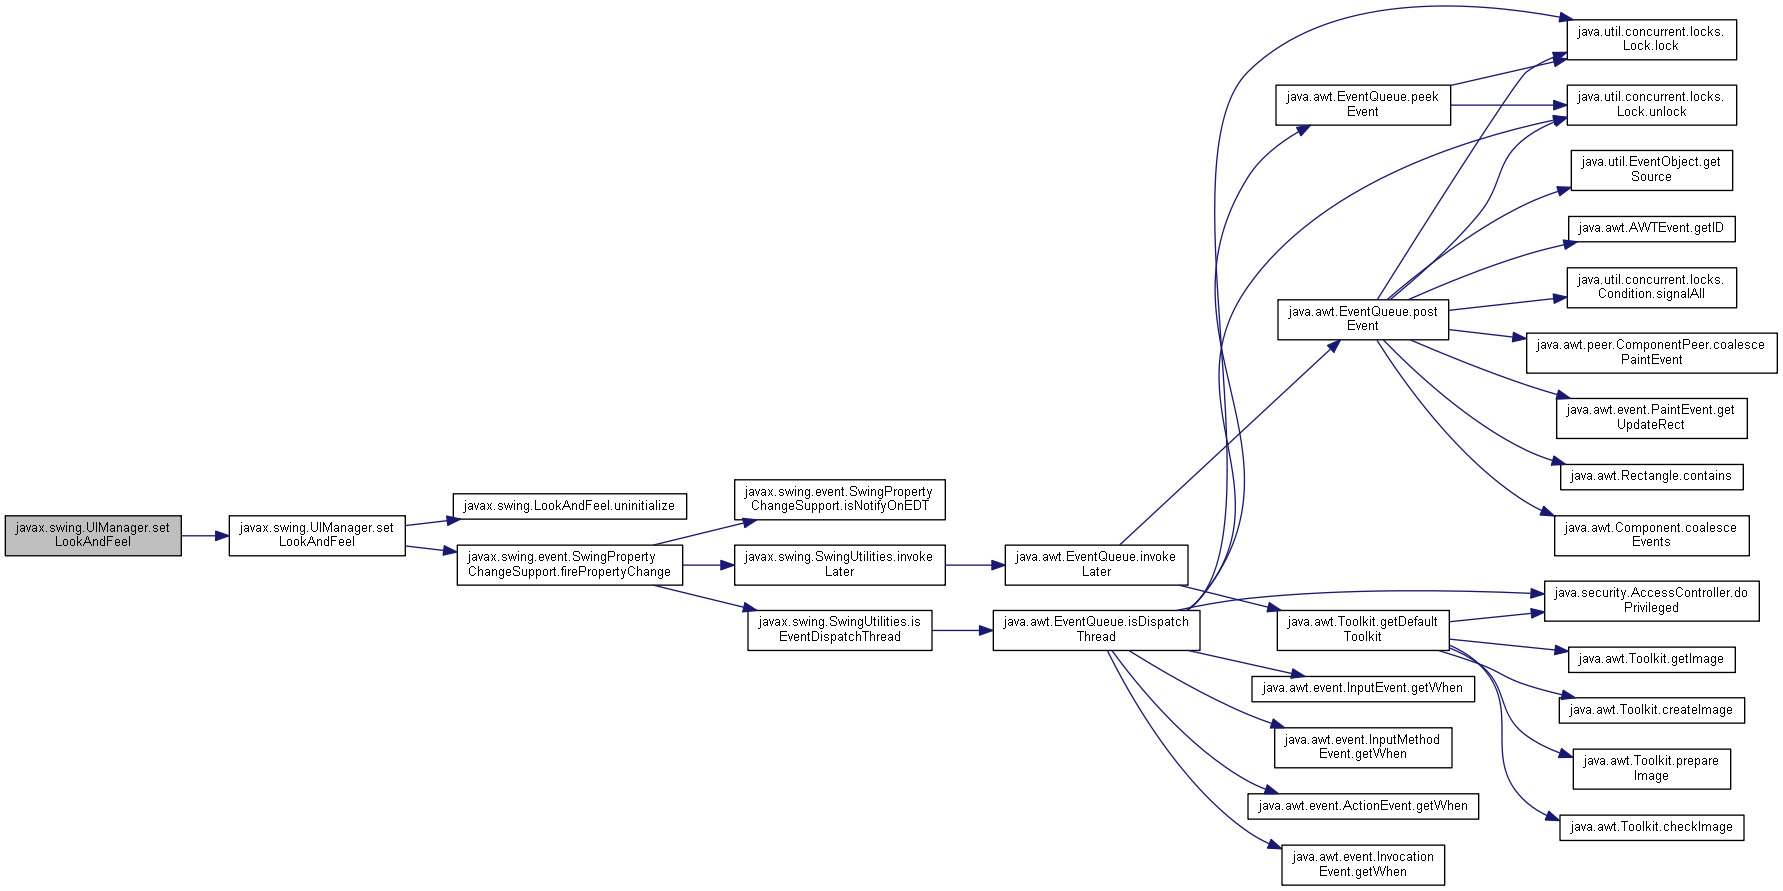 javax.swing.UIManager.set
LookAndFeel
javax.swing.UIManager.set
LookAndFeel
javax.swing.LookAndFeel.uninitialize
javax.swing.event.SwingProperty
ChangeSupport.firePropertyChange
javax.swing.event.SwingProperty
ChangeSupport.isNotifyOnEDT
javax.swing.SwingUtilities.invoke
Later
javax.swing.SwingUtilities.is
EventDispatchThread
java.awt.EventQueue.invoke
Later
java.awt.EventQueue.isDispatch
Thread
java.awt.EventQueue.peek
Event
java.awt.EventQueue.post
Event
java.awt.Toolkit.getDefault
Toolkit
java.awt.event.InputEvent.getWhen
java.awt.event.InputMethod
Event.getWhen
java.awt.event.ActionEvent.getWhen
java.awt.event.Invocation
Event.getWhen
java.util.concurrent.locks.
Lock.lock
java.util.concurrent.locks.
Lock.unlock
java.util.EventObject.get
Source
java.awt.AWTEvent.getID
java.util.concurrent.locks.
Condition.signalAll
java.awt.peer.ComponentPeer.coalesce
PaintEvent
java.awt.event.PaintEvent.get
UpdateRect
java.awt.Rectangle.contains
java.awt.Component.coalesce
Events
java.security.AccessController.do
Privileged
java.awt.Toolkit.getImage
java.awt.Toolkit.createImage
java.awt.Toolkit.prepare
Image
java.awt.Toolkit.checkImage